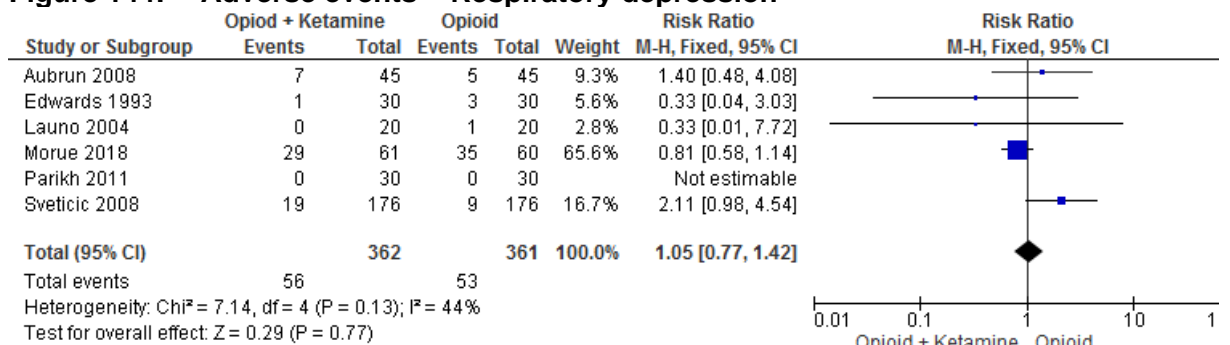 Figure Adverse events – Respiratory depression
Opiod + Ketamine Opioid Risk Ratio Risk Ratio
Study or Subgroup Events Total Events Total Weight M-H, Fixed, 95% CI M-H, Fixed, 95% CI
Aubrun 2008 7 45 5 45 9.3% 1.40 [0.48, 4.08]
Edwards 1993 1 30 3 30 5.6% 0.33 [0.04, 3.03]
Launo 2004 0 20 1 20 2.8% 0.33 [0.01, 7.72]
Morue 2018 29 61 35 60 65.6% 0.81 [0.58, 1.14]
Parikh 2011 0 30 0 30 Not estimable
Sveticic 2008 19 176 9 176 16.7% 2.11 [0.98, 4.54]
Total (95% CI) 362 361 100.0% 1.05 [0.77, 1.42]
Total events 56 53
Heterogeneity: Chi² = 7.14, df = 4 (P = 0.13); I² = 44%
Test for overall effect: Z = 0.29 (P = 0.77)
0.01 0.1 1 10 1
Opioid + Ketamine Opioid